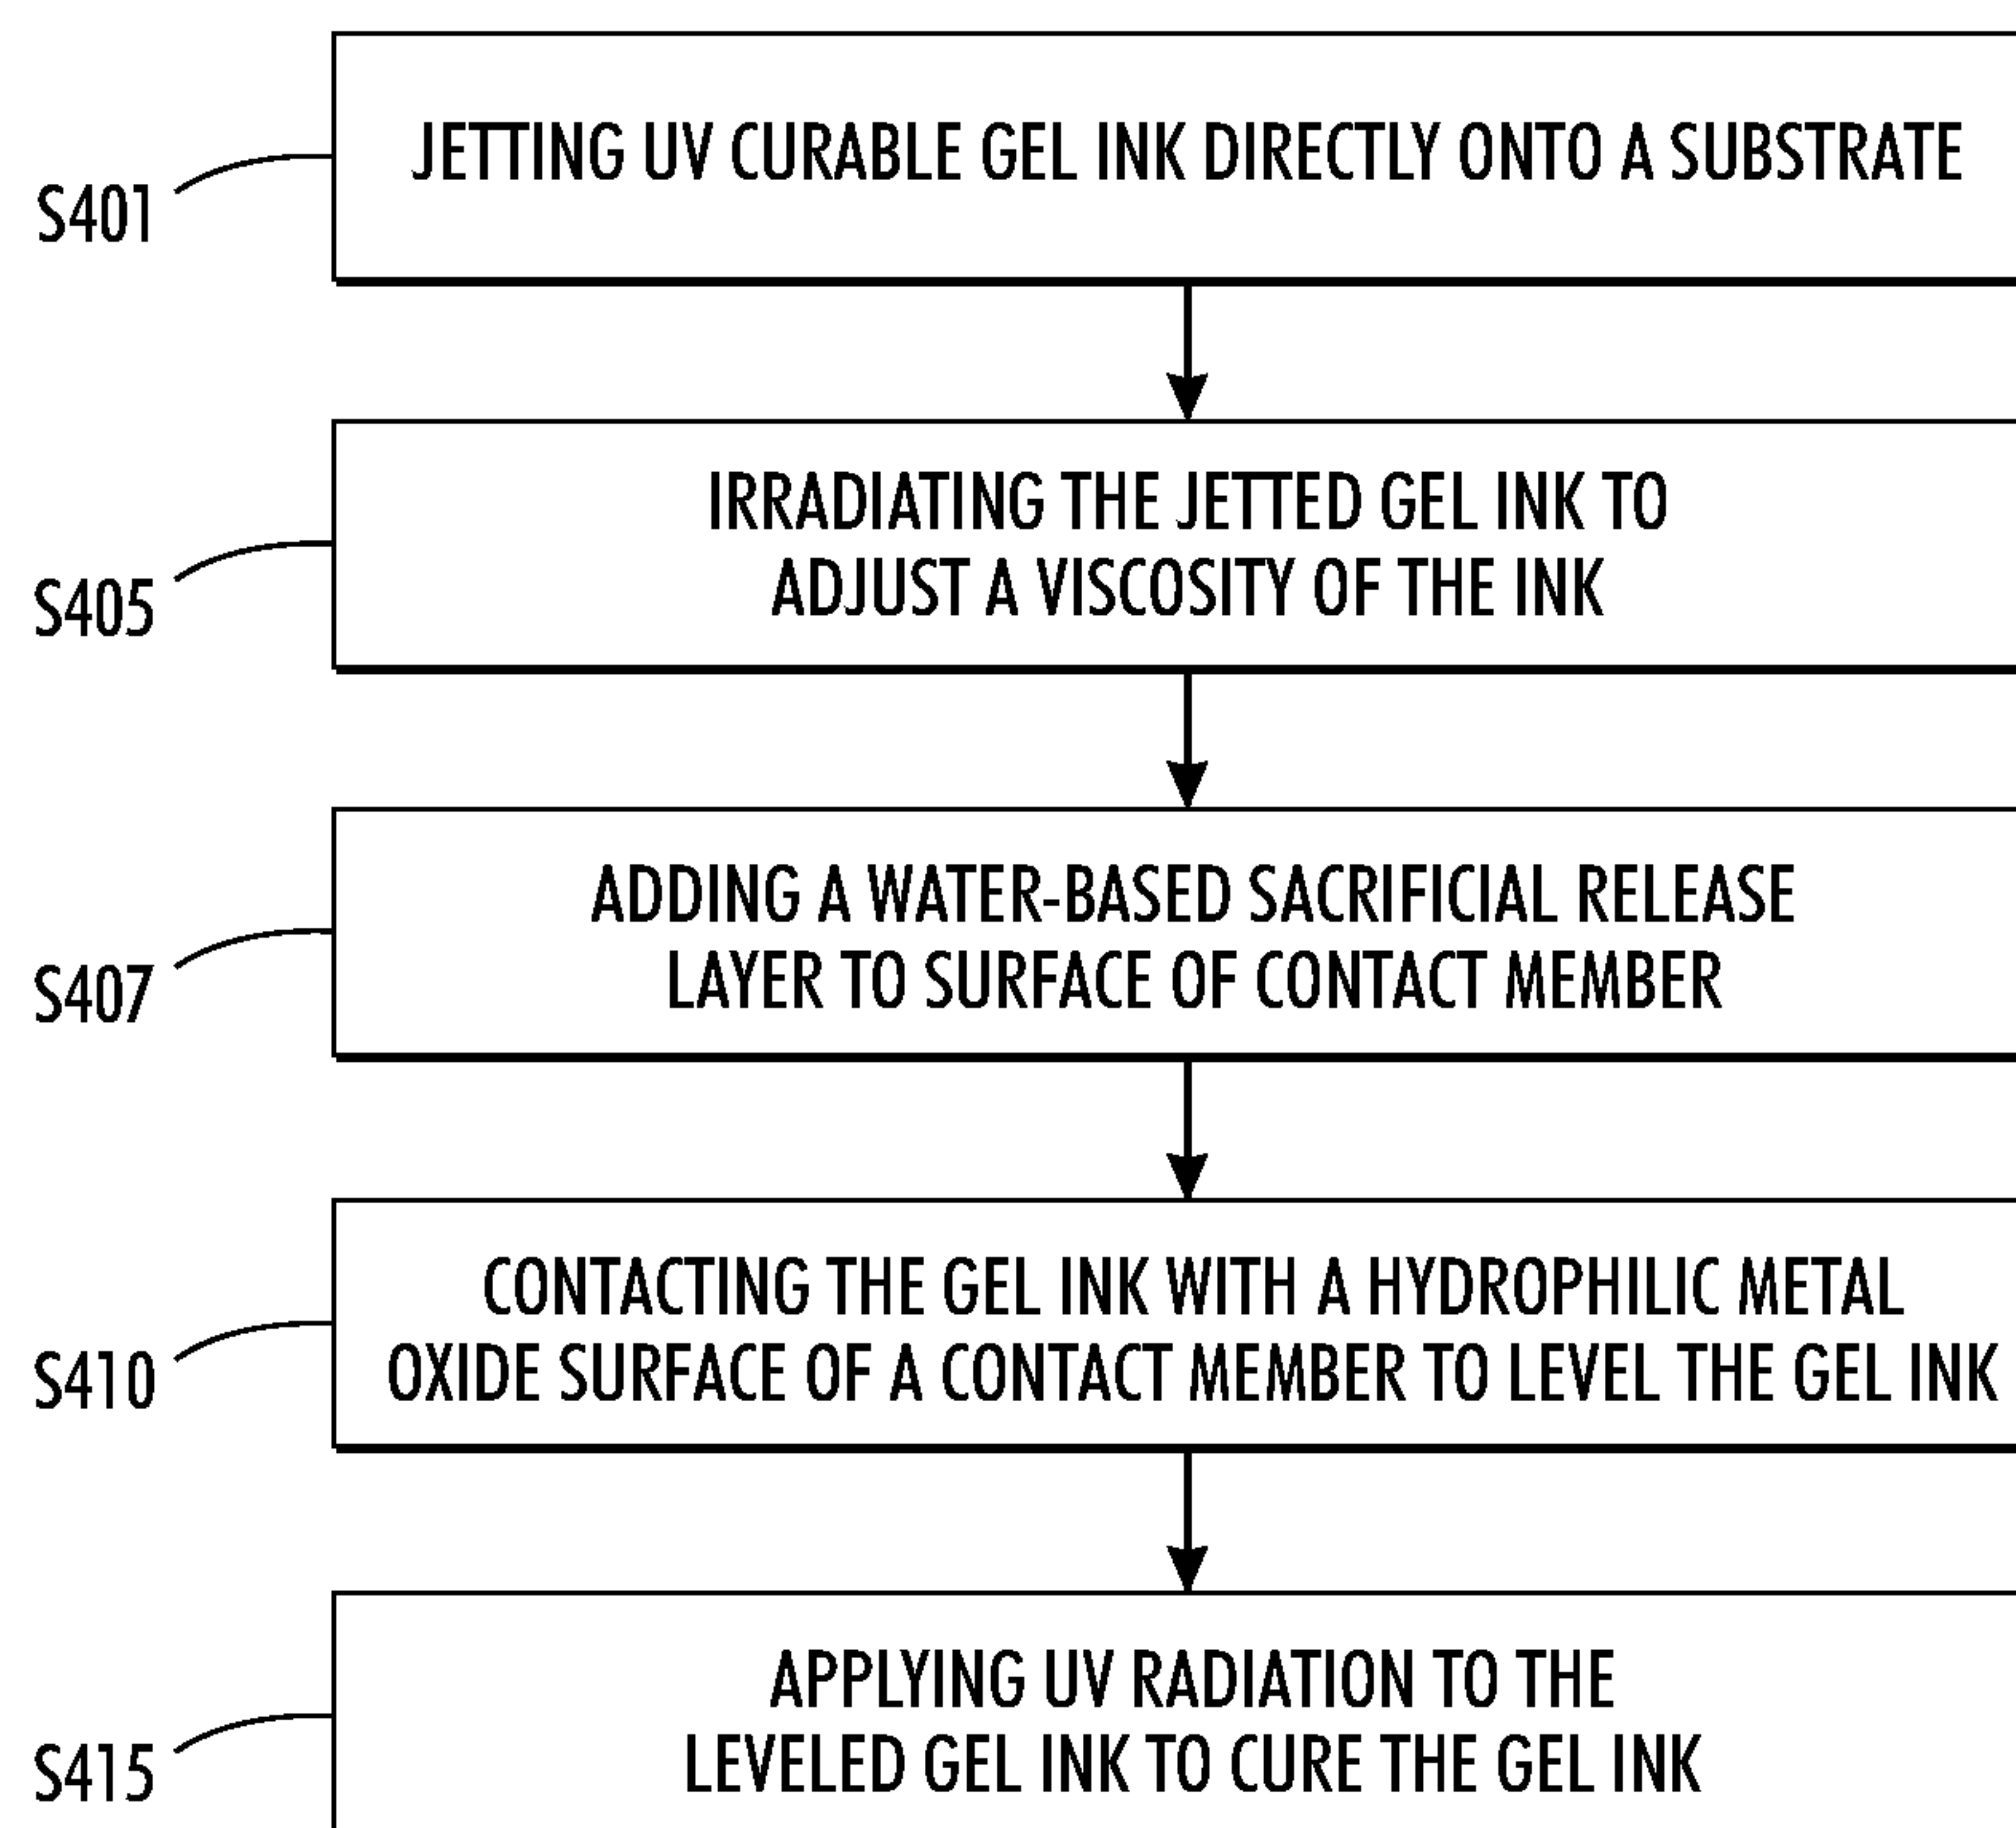 JETTING UV CURABLE GEL INK DIRECTLY ONTO A SUBSTRATE
S401
IRRADIATING THE JETTED GEL INK TO
ADJUST A VISCOSITY OF THE INK
S405
ADDING A WATER-BASED SACRIFICIAL RELEASE
LAYER TO SURFACE OF CONTACT MEMBER
S407
CONTACTING THE GEL INK WITH A HYDROPHILIC METAL
OXIDE SURFACE OF A CONTACT MEMBER TO LEVEL THE GEL INK
S410
APPLYING UV RADIATION TO THE
LEVELED GEL INK TO CURE THE GEL INK
S415